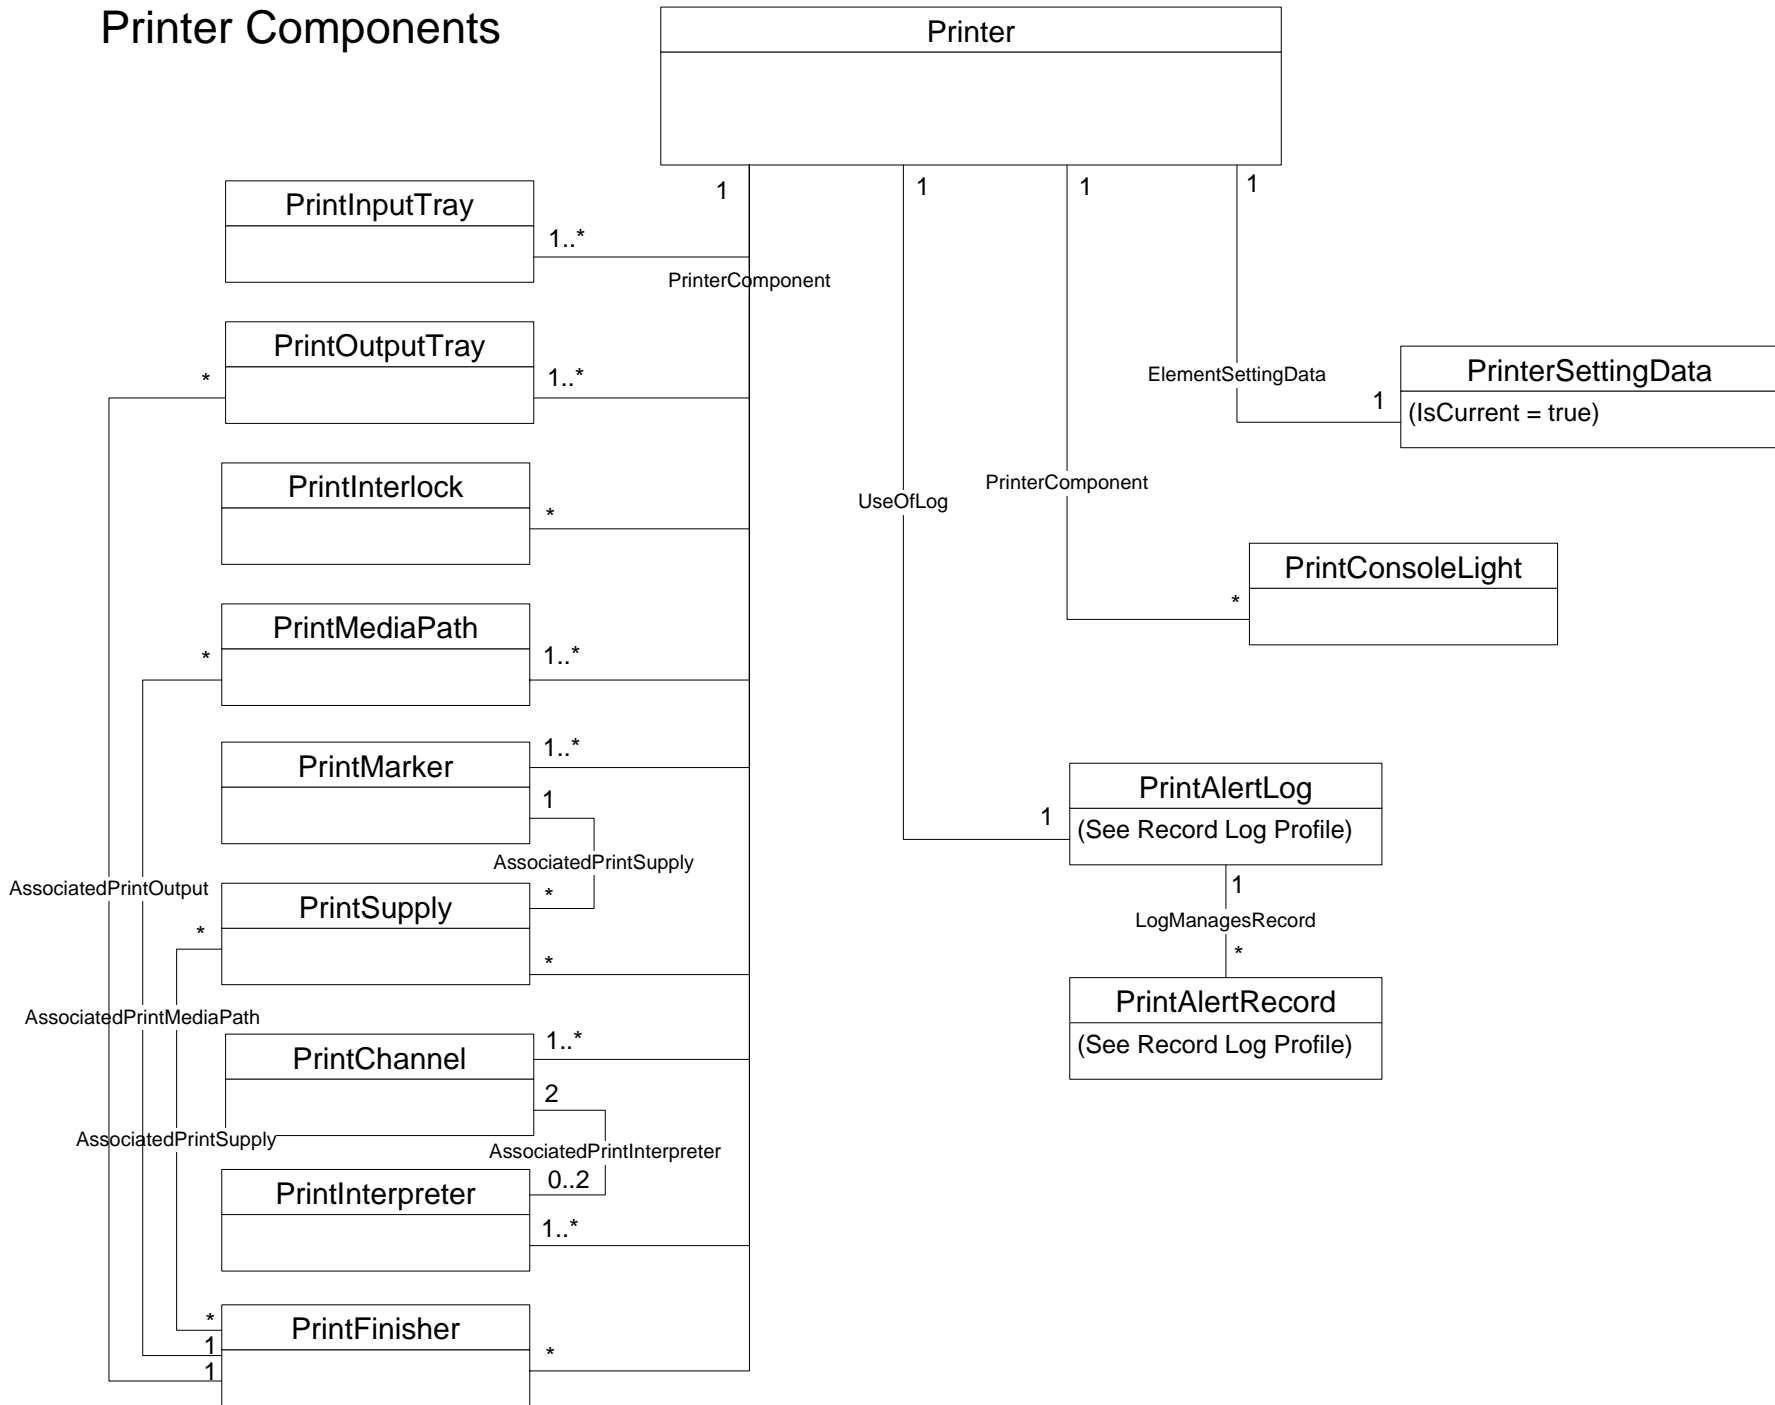 Printer Components
Printer
1
1
1
1
PrintInputTray
1..*
PrinterComponent
PrintOutputTray
*
1..*
ElementSettingData
PrinterSettingData
1
(IsCurrent = true)
PrintInterlock
*
PrinterComponent
UseOfLog
PrintConsoleLight
*
PrintMediaPath
*
1..*
PrintMarker
1..*
1
PrintAlertLog
1
(See Record Log Profile)
AssociatedPrintSupply
AssociatedPrintOutput
PrintSupply
*
*
*
1
LogManagesRecord
*
PrintAlertRecord
(See Record Log Profile)
AssociatedPrintMediaPath
PrintChannel
1..*
2
AssociatedPrintSupply
AssociatedPrintInterpreter
PrintInterpreter
0..2
1..*
PrintFinisher
*
1
1
*